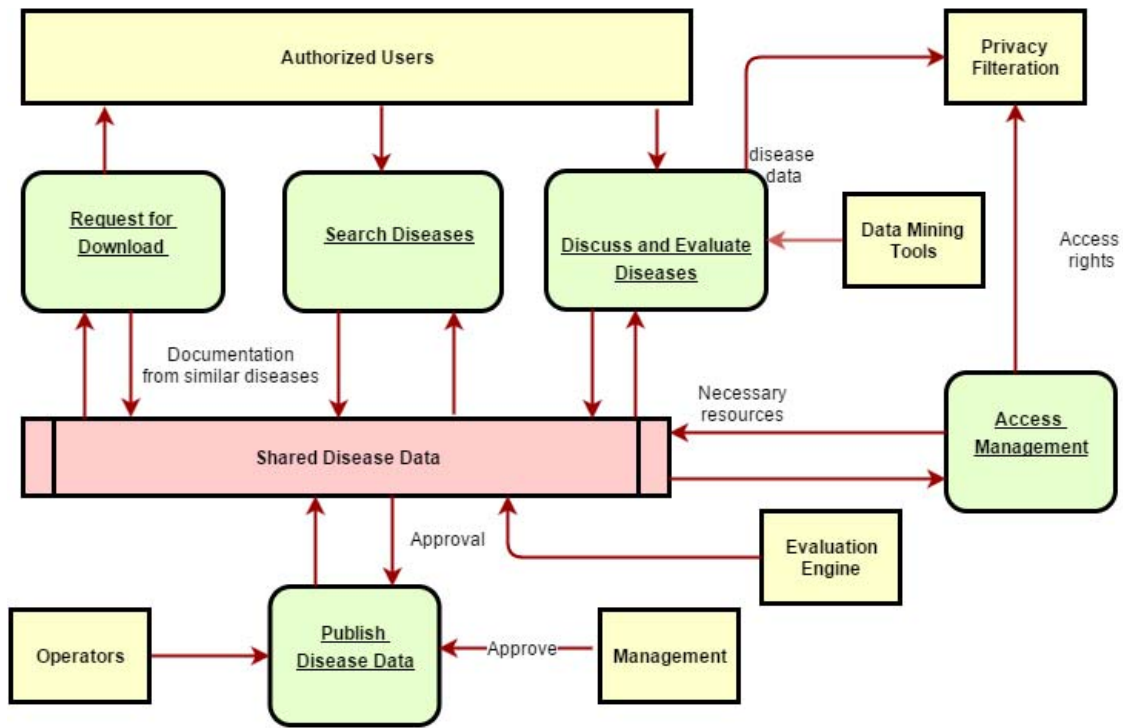 Authorized Users
Privacy
Filteration
disease
data
Request for
Download
Search Diseases
Discuss and Evaluate
Diseases
Data Mining
Tools
Access
rights
Documentation
from similar diseases
Necessary
resources
Access
Management
Shared Disease Data
Approval
Evaluation
Engine
Operators
Publish
Disease Data
Approve
Management